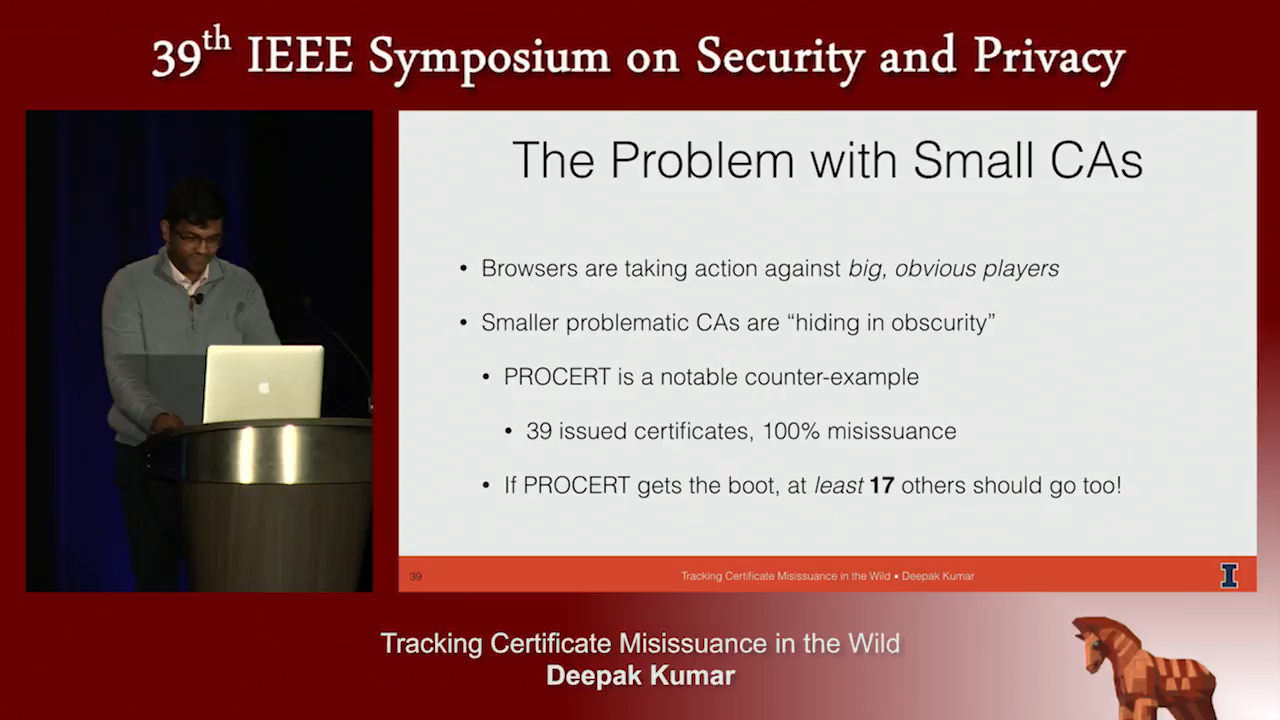 39th IEEE Symposium on Security and Privacy
The Problem with Small CAs
• Browsers are taking action against big, obvious players
• Smaller problematic CAs are “hiding in obscurity”
• PROCERT is a notable counter-example
• 39 issued certificates, 100% misissuance
• If PROCERT gets the boot, at least 17 others should go too!
39
Tracking Certificate Misissuance in the Wild • Deepak Kumar
I
Tracking Certificate Misissuance in the Wild
Deepak Kumar